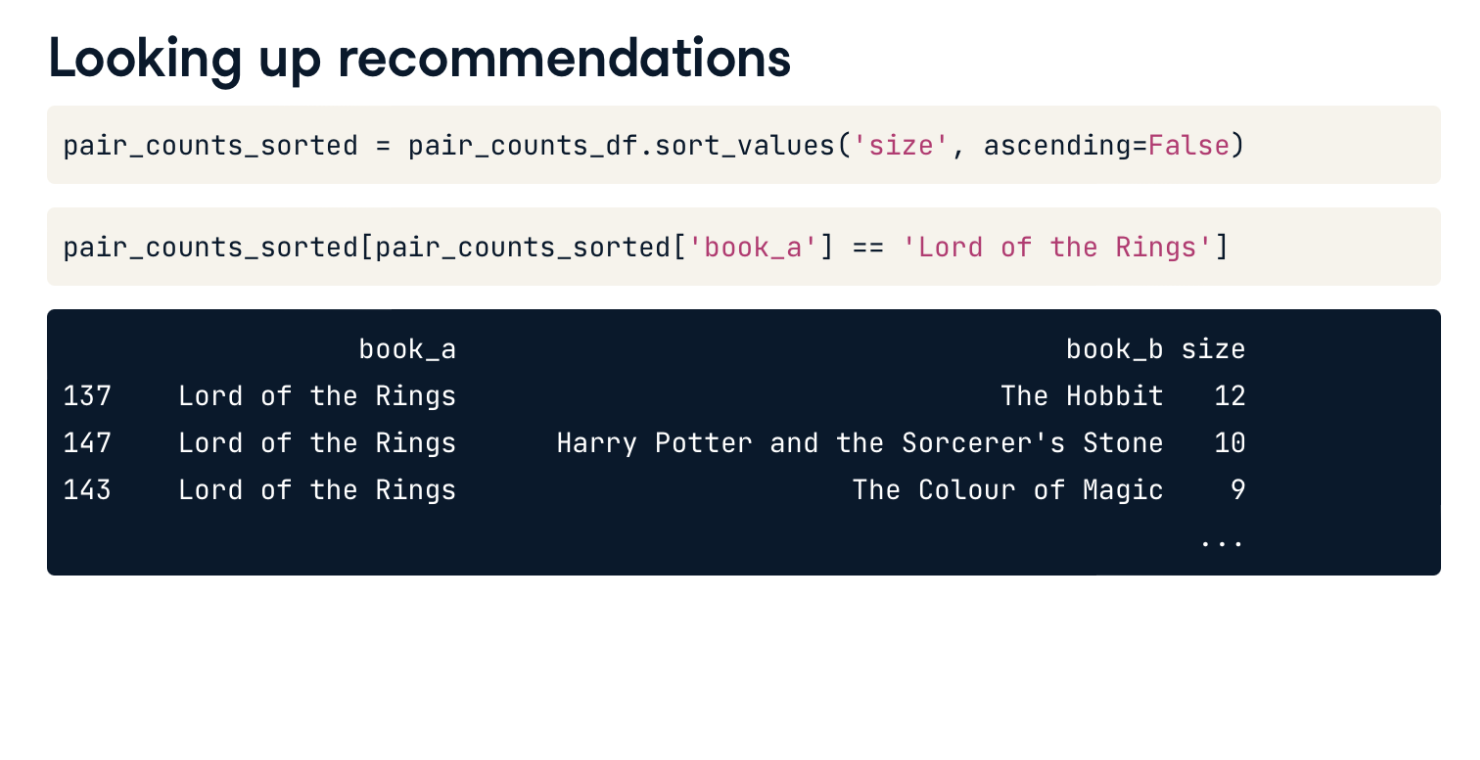 Looking up recommendations
pair_counts_sorted = pair_counts_df.sort_values('size', ascending=False)
pair_counts_sorted[pair_counts_sorted['book_a'] == 'Lord of the Rings']
book_a book_b size
137 Lord of the Rings The Hobbit 12
147 Lord of the Rings Harry Potter and the Sorcerer's Stone 10
143 Lord of the Rings The Colour of Magic 9
...